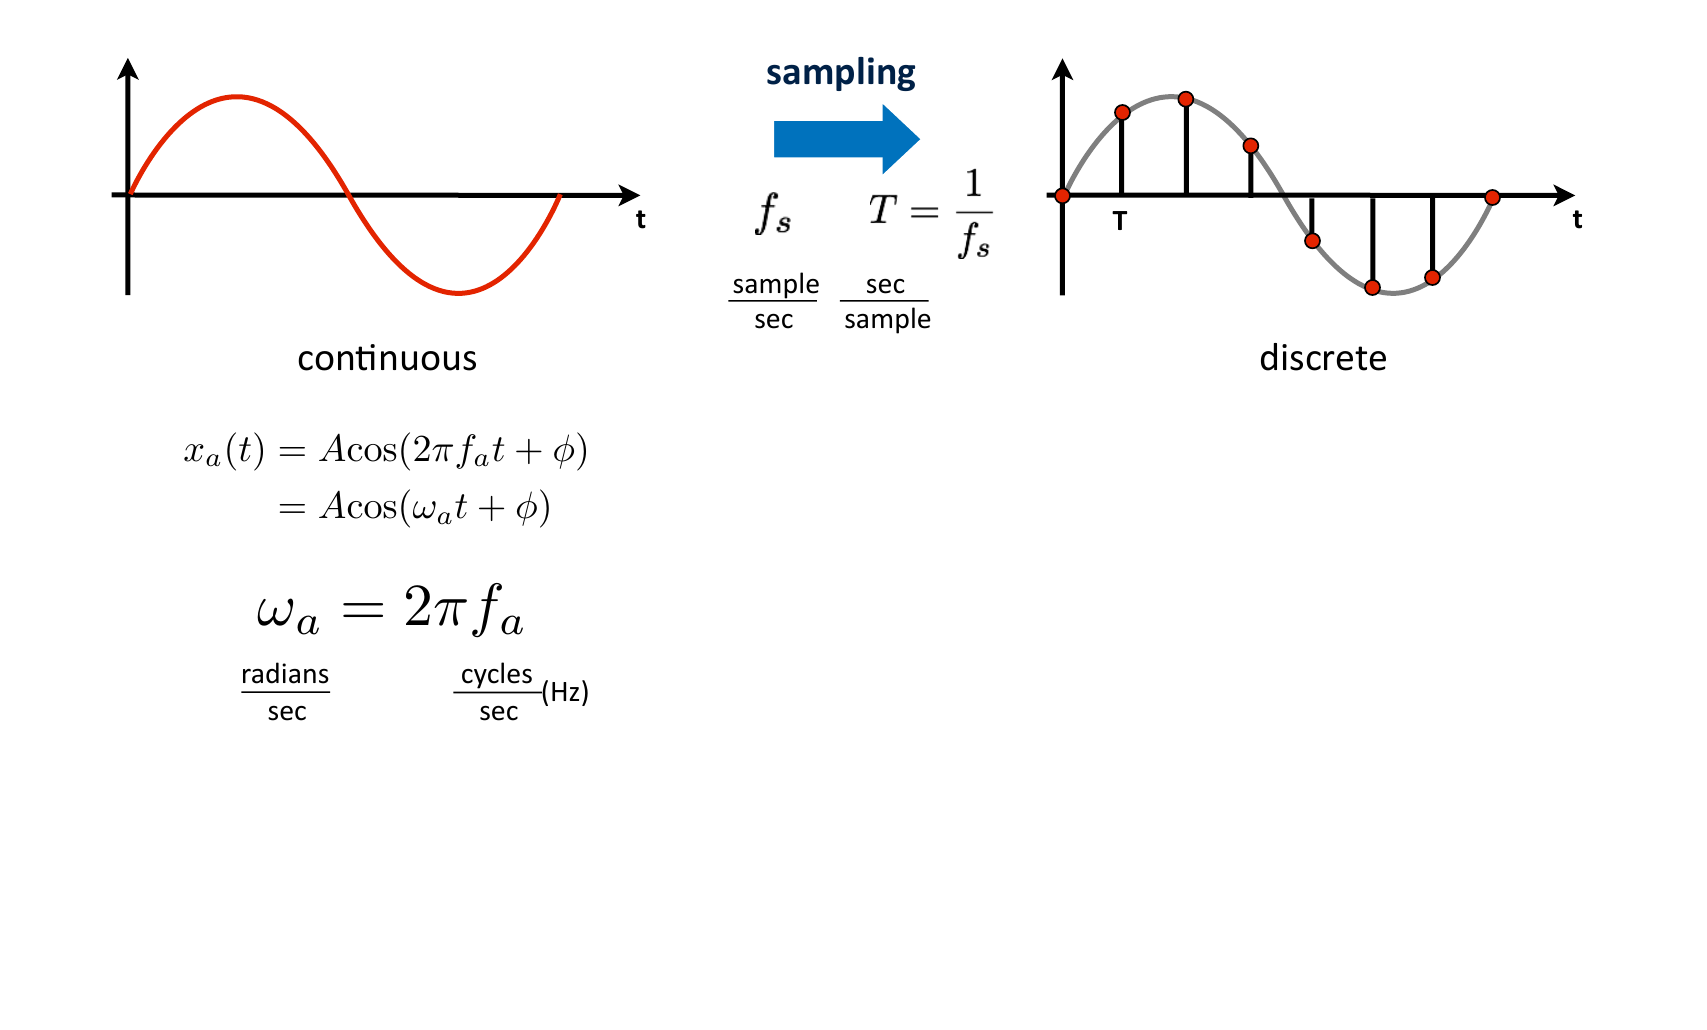 sampling
t
T
t
f_s
T = \frac{1}{f_s}
sample
sec
sec
sample
continuous
discrete
x_a(t) = Acos(2πf_a t + ϕ)
= Acos(ω_a t + ϕ)
ω_a = 2πf_a
radians
sec
cycles
sec
(Hz)